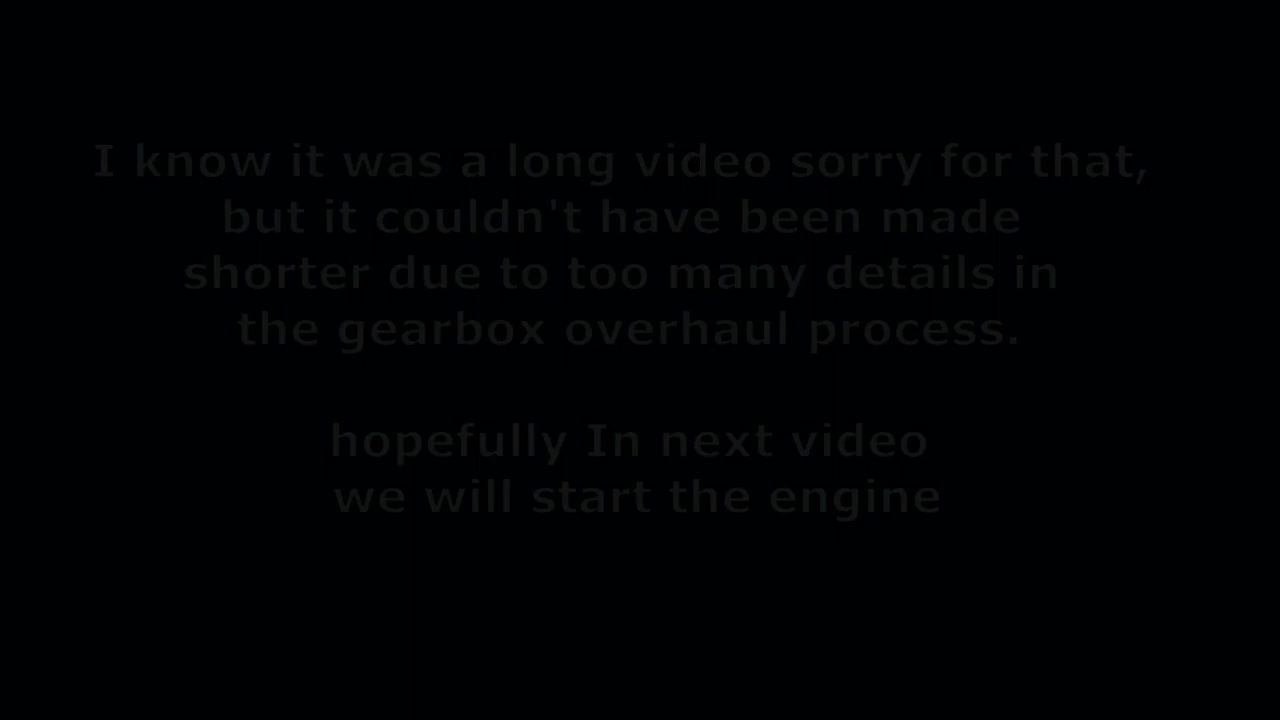 I know it was a long video sorry for that,
but it couldn't have been made
shorter due to too many details in
the gearbox overhaul process.
hopefully In next video
we will start the engine